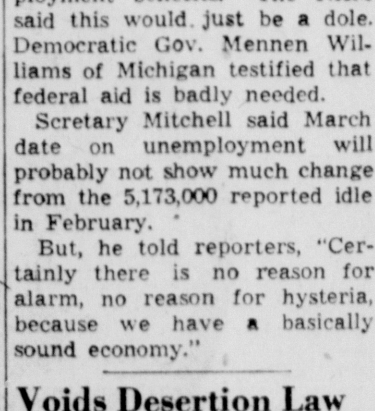 said this would just be a dole.
Democratic Gov. Mennen Wil-
liams of Michigan testified that
federal aid is badly needed.
Scretary Mitchell said March
date on unemployment will
probably not show much change
from the 5,173,000 reported idle
in February.
But, he told reporters, "Cer-
tainly there is no reason for
alarm, no reason for hysteria,
because we have a basically
sound economy."
Voids Desertion Law